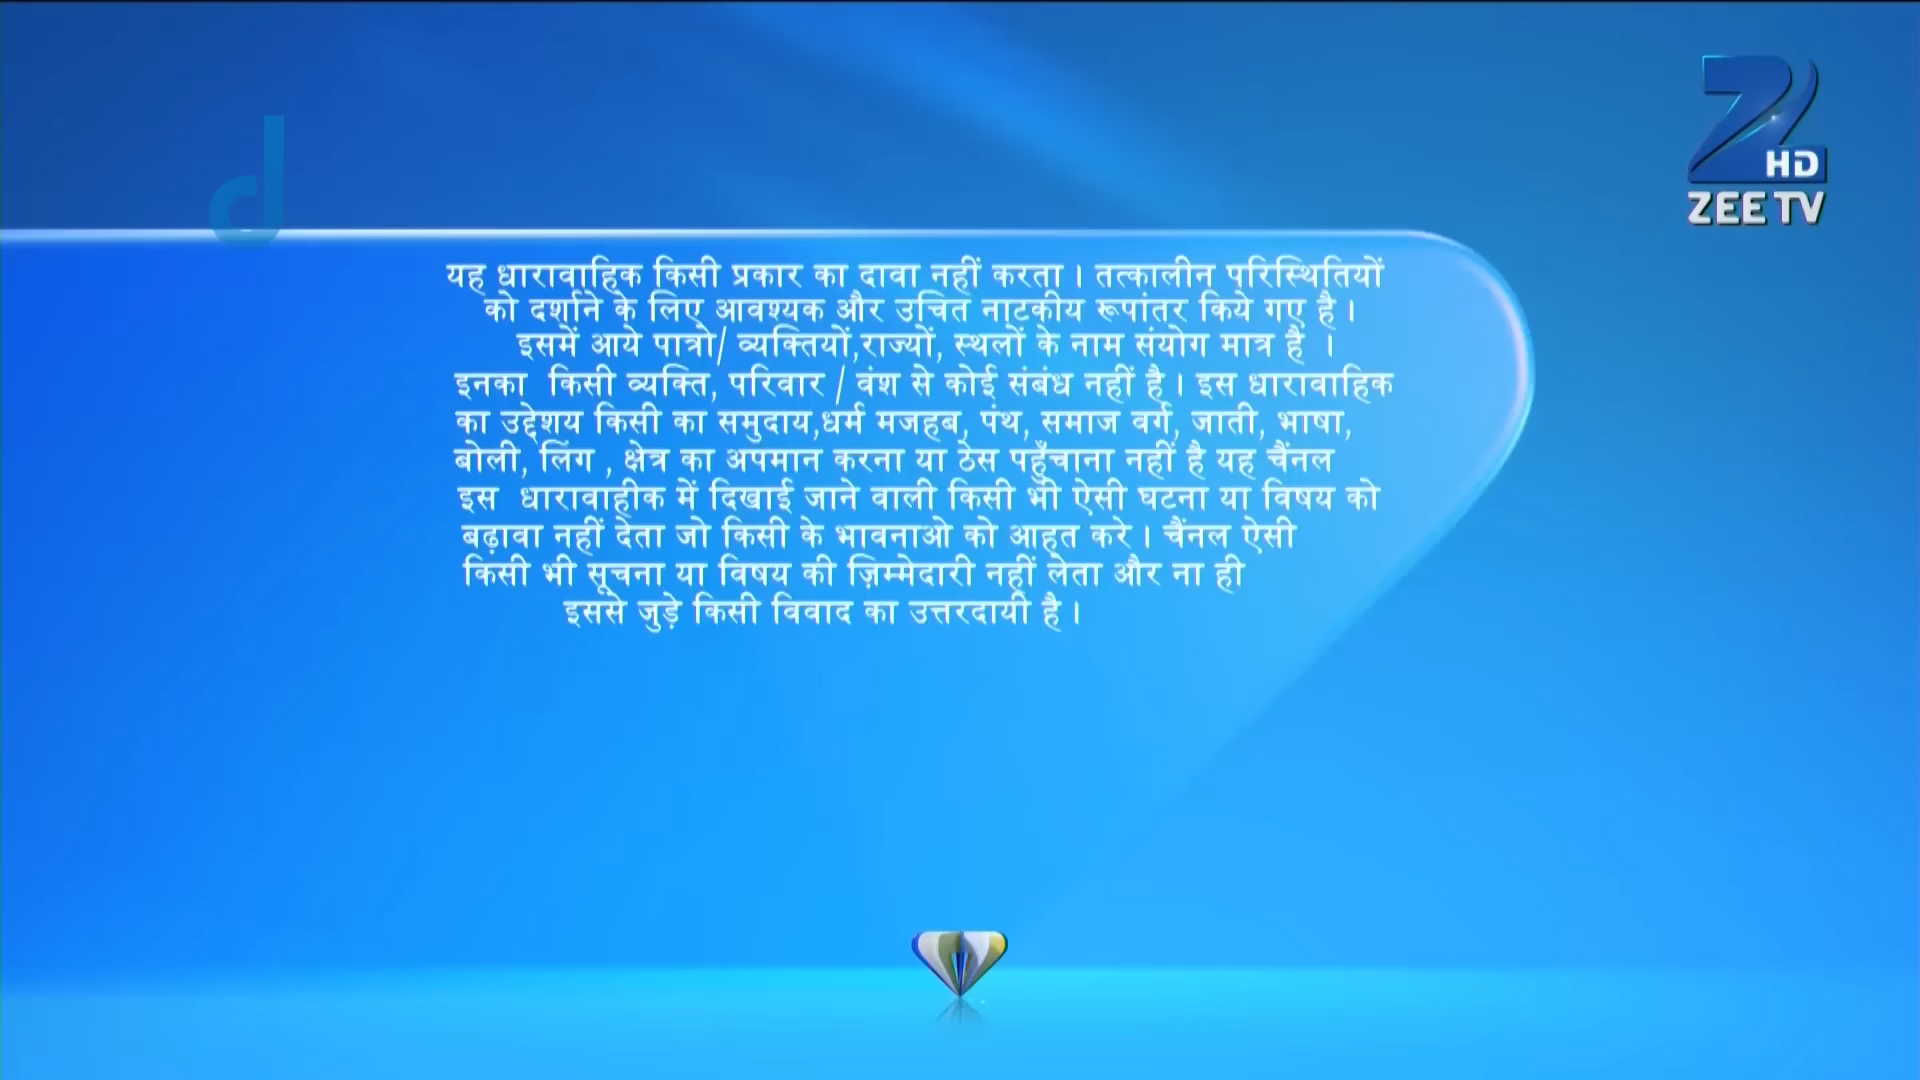 d
HD
ZEE TV
यह धारावाहिक किसी प्रकार का दावा नहीं करता । तत्कालीन परिस्थितियों
को दर्शाने के लिए आवश्यक और उचित नाटकीय रूपांतर किये गए है ।
इसमें आये पात्रो/ व्यक्तियों,राज्यों, स्थलों के नाम संयोग मात्र है ।
इनका किसी व्यक्ति, परिवार / वंश से कोई संबंध नहीं है । इस धारावाहिक
का उद्देशय किसी का समुदाय,धर्म मजहब, पंथ, समाज वर्ग, जाती, भाषा,
बोली, लिंग , क्षेत्र का अपमान करना या ठेस पहुँचाना नहीं है यह चैंनल
इस धारावाहीक में दिखाई जाने वाली किसी भी ऐसी घटना या विषय को
बढ़ावा नहीं देता जो किसी के भावनाओ को आहत करे । चैंनल ऐसी
किसी भी सूचना या विषय की ज़िम्मेदारी नहीं लेता और ना ही
इससे जुड़े किसी विवाद का उत्तरदायी है ।